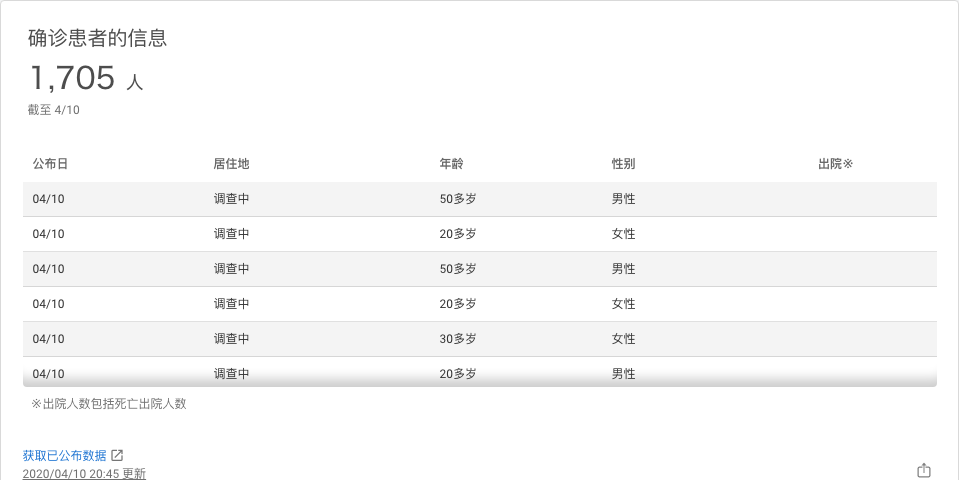 确诊患者的信息
1,705 人
截至 4/10
公布日 居住地 年龄 性别 出院※
04/10 调查中 50多岁 男性
04/10 调查中 20多岁 女性
04/10 调查中 50多岁 男性
04/10 调查中 20多岁 女性
04/10 调查中 30多岁 女性
04/10 调查中 20多岁 男性
※出院人数包括死亡出院人数
获取已公布数据
2020/04/10 20:45 更新